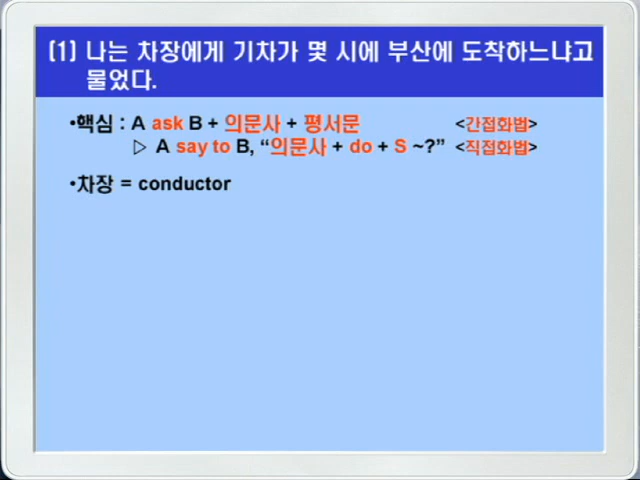 [1] 나는 차장에게 기차가 몇 시에 부산에 도착하느냐고
물었다.
•핵심 : A ask B + 의문사 + 평서문 <간접화법>
▷ A say to B, “의문사 + do + S ~?” <직접화법>
•차장 = conductor